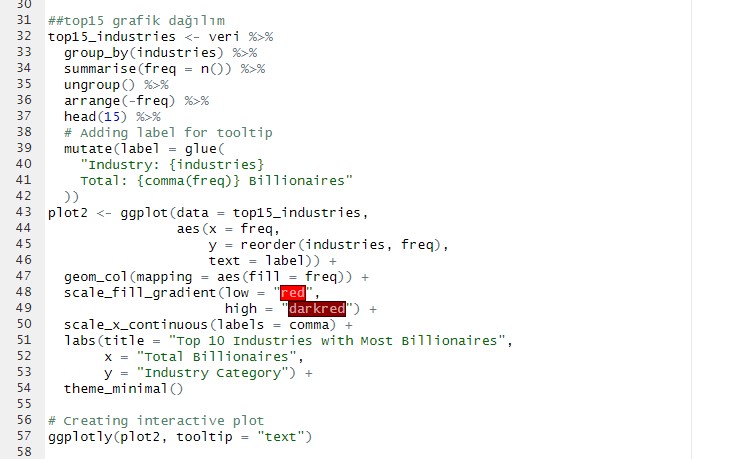 30
31 ##top15 grafik dağılım
32 top15_industries <- veri %>%
33   group_by(industries) %>%
34   summarise(freq = n()) %>%
35   ungroup() %>%
36   arrange(-freq) %>%
37   head(15) %>%
38   # Adding label for tooltip
39   mutate(label = glue(
40     "Industry: {industries}
41     Total: {comma(freq)} Billionaires"
42   ))
43 plot2 <- ggplot(data = top15_industries,
44                 aes(x = freq,
45                     y = reorder(industries, freq),
46                     text = label)) +
47   geom_col(mapping = aes(fill = freq)) +
48   scale_fill_gradient(low = "red",
49                       high = "darkred") +
50   scale_x_continuous(labels = comma) +
51   labs(title = "Top 10 Industries with Most Billionaires",
52        x = "Total Billionaires",
53        y = "Industry Category") +
54   theme_minimal()
55
56 # Creating interactive plot
57 ggplotly(plot2, tooltip = "text")
58